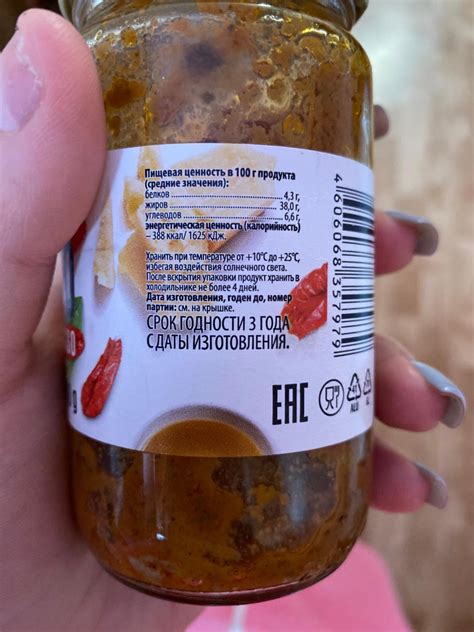 Пищевая ценность в 100 г продукта
(средние значения):
белков 4,3 г,
жиров 38,0 г,
углеводов 6,6 г,
энергетическая ценность (калорийность)
– 388 ккал/ 1625 кДж.
Хранить при температуре от +10°С до +25°С,
избегая воздействия солнечного света.
После вскрытия упаковки продукт хранить в
холодильнике не более 4 дней.
Дата изготовления, годен до, номер
партии: см. на крышке.
СРОК ГОДНОСТИ 3 ГОДА
С ДАТЫ ИЗГОТОВЛЕНИЯ.
EAC
41
ALU
4 606068 357979